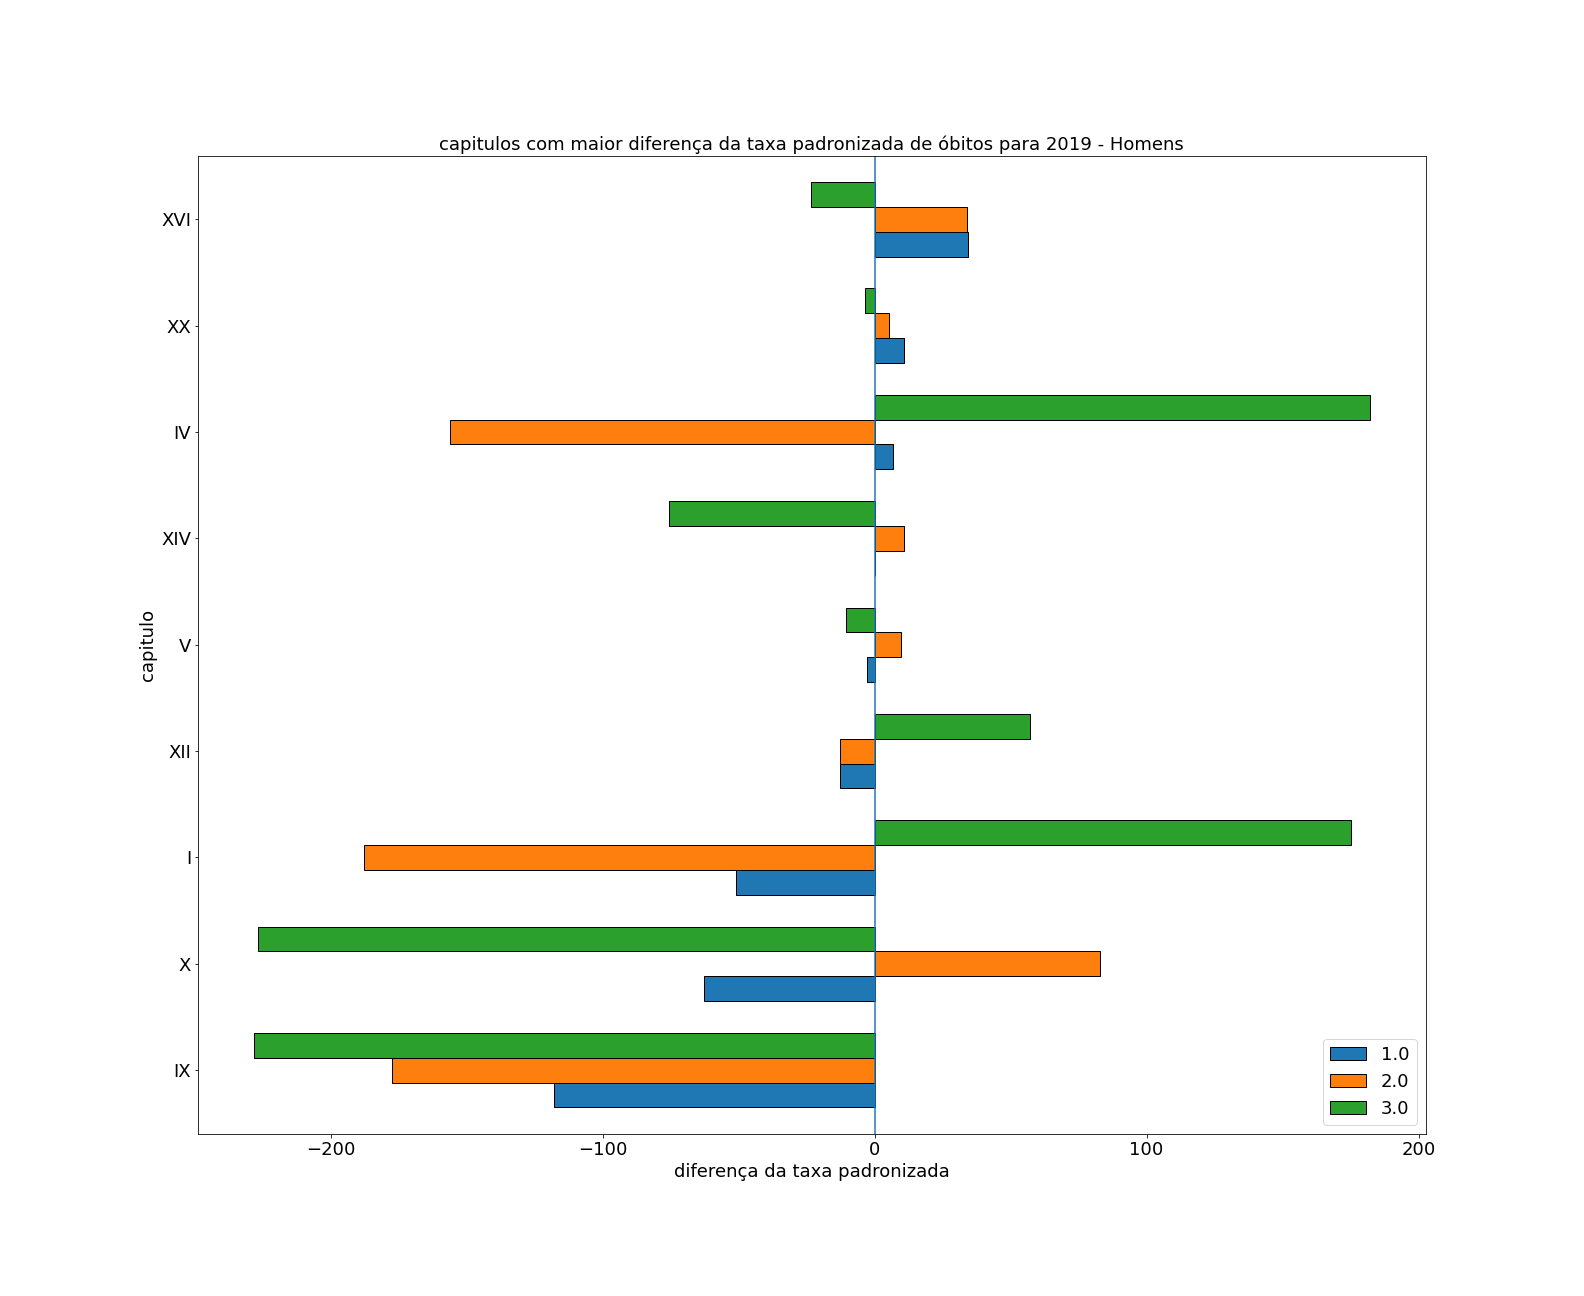 capitulos com maior diferença da taxa padronizada de óbitos para 2019 - Homens
XVI
XX
IV
XIV
V
XII
I
X
IX
capitulo
−200
−100
0
100
200
diferença da taxa padronizada
1.0
2.0
3.0